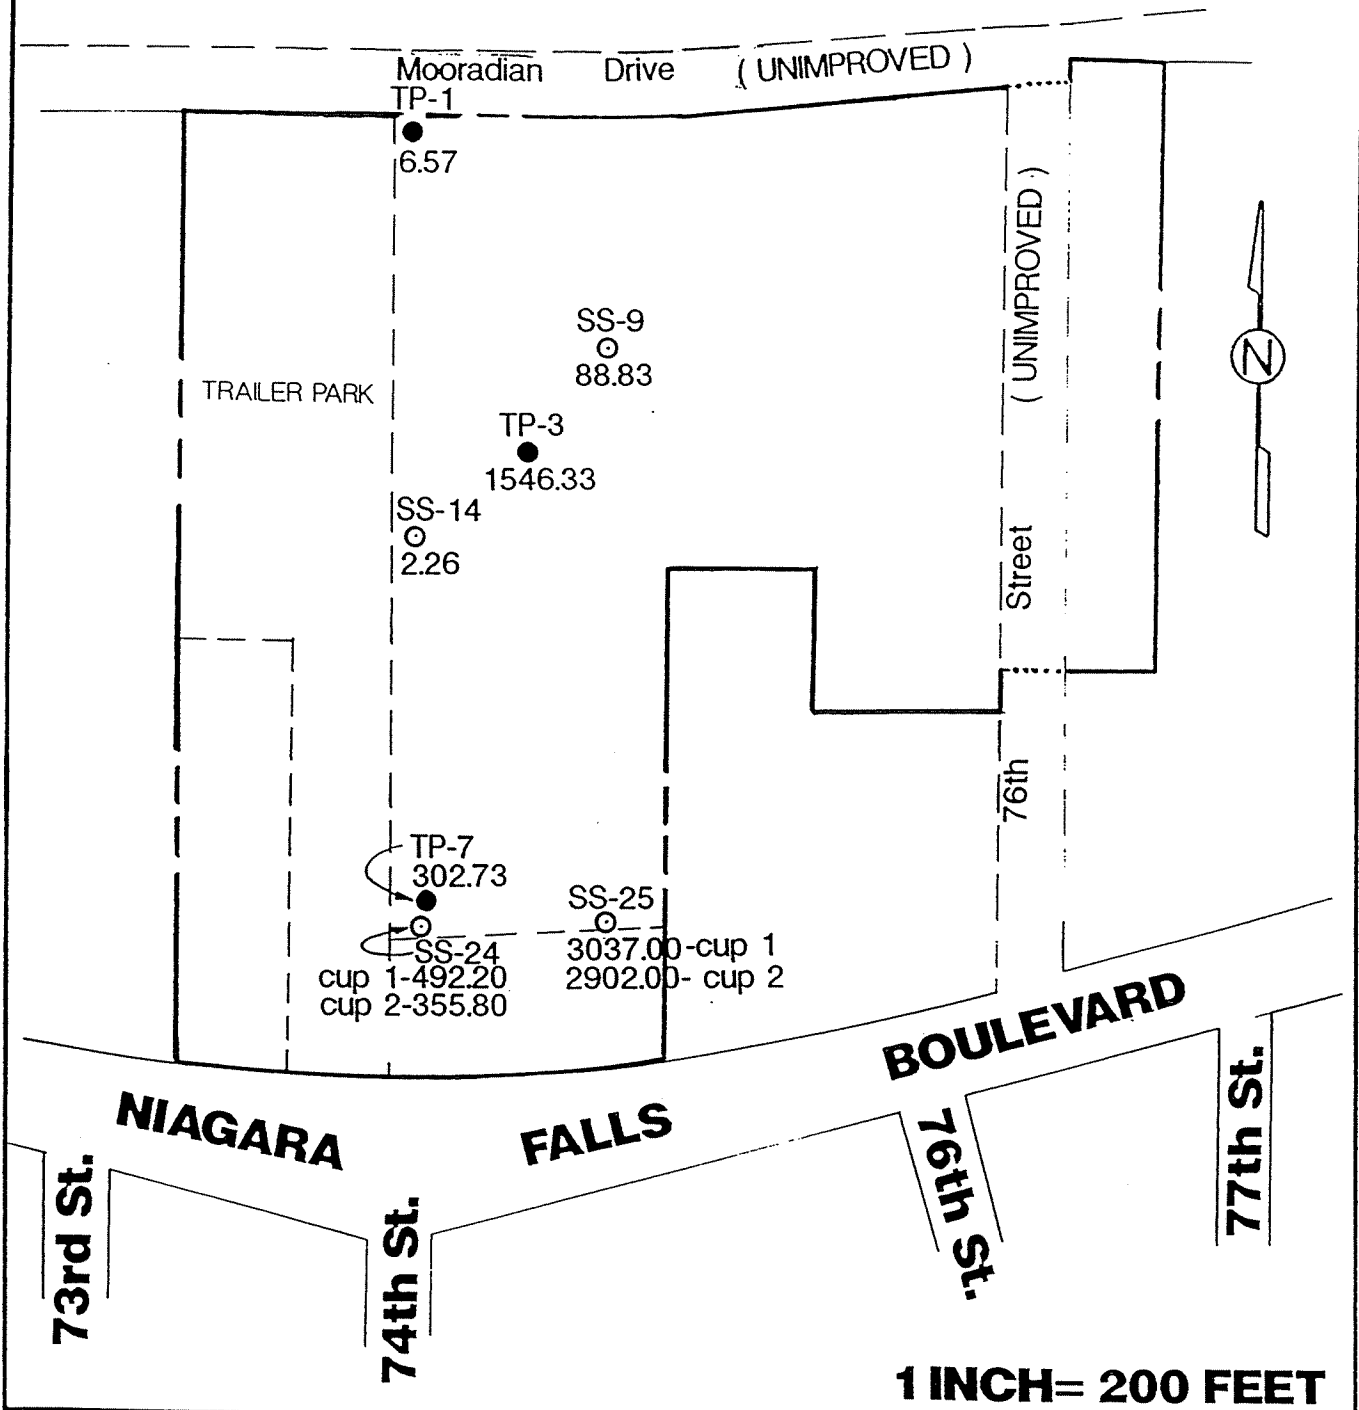 Mooradian Drive ( UNIMPROVED )
TP-1
6.57
( UNIMPROVED )
SS-9
88.83
N
TRAILER PARK
TP-3
1546.33
SS-14
2.26
Street
76th
TP-7
302.73
SS-25
3037.00-cup 1
2902.00- cup 2
SS-24
cup 1-492.20
cup 2-355.80
NIAGARA FALLS BOULEVARD
73rd St.
74th St.
76th St.
77th St.
1 INCH= 200 FEET